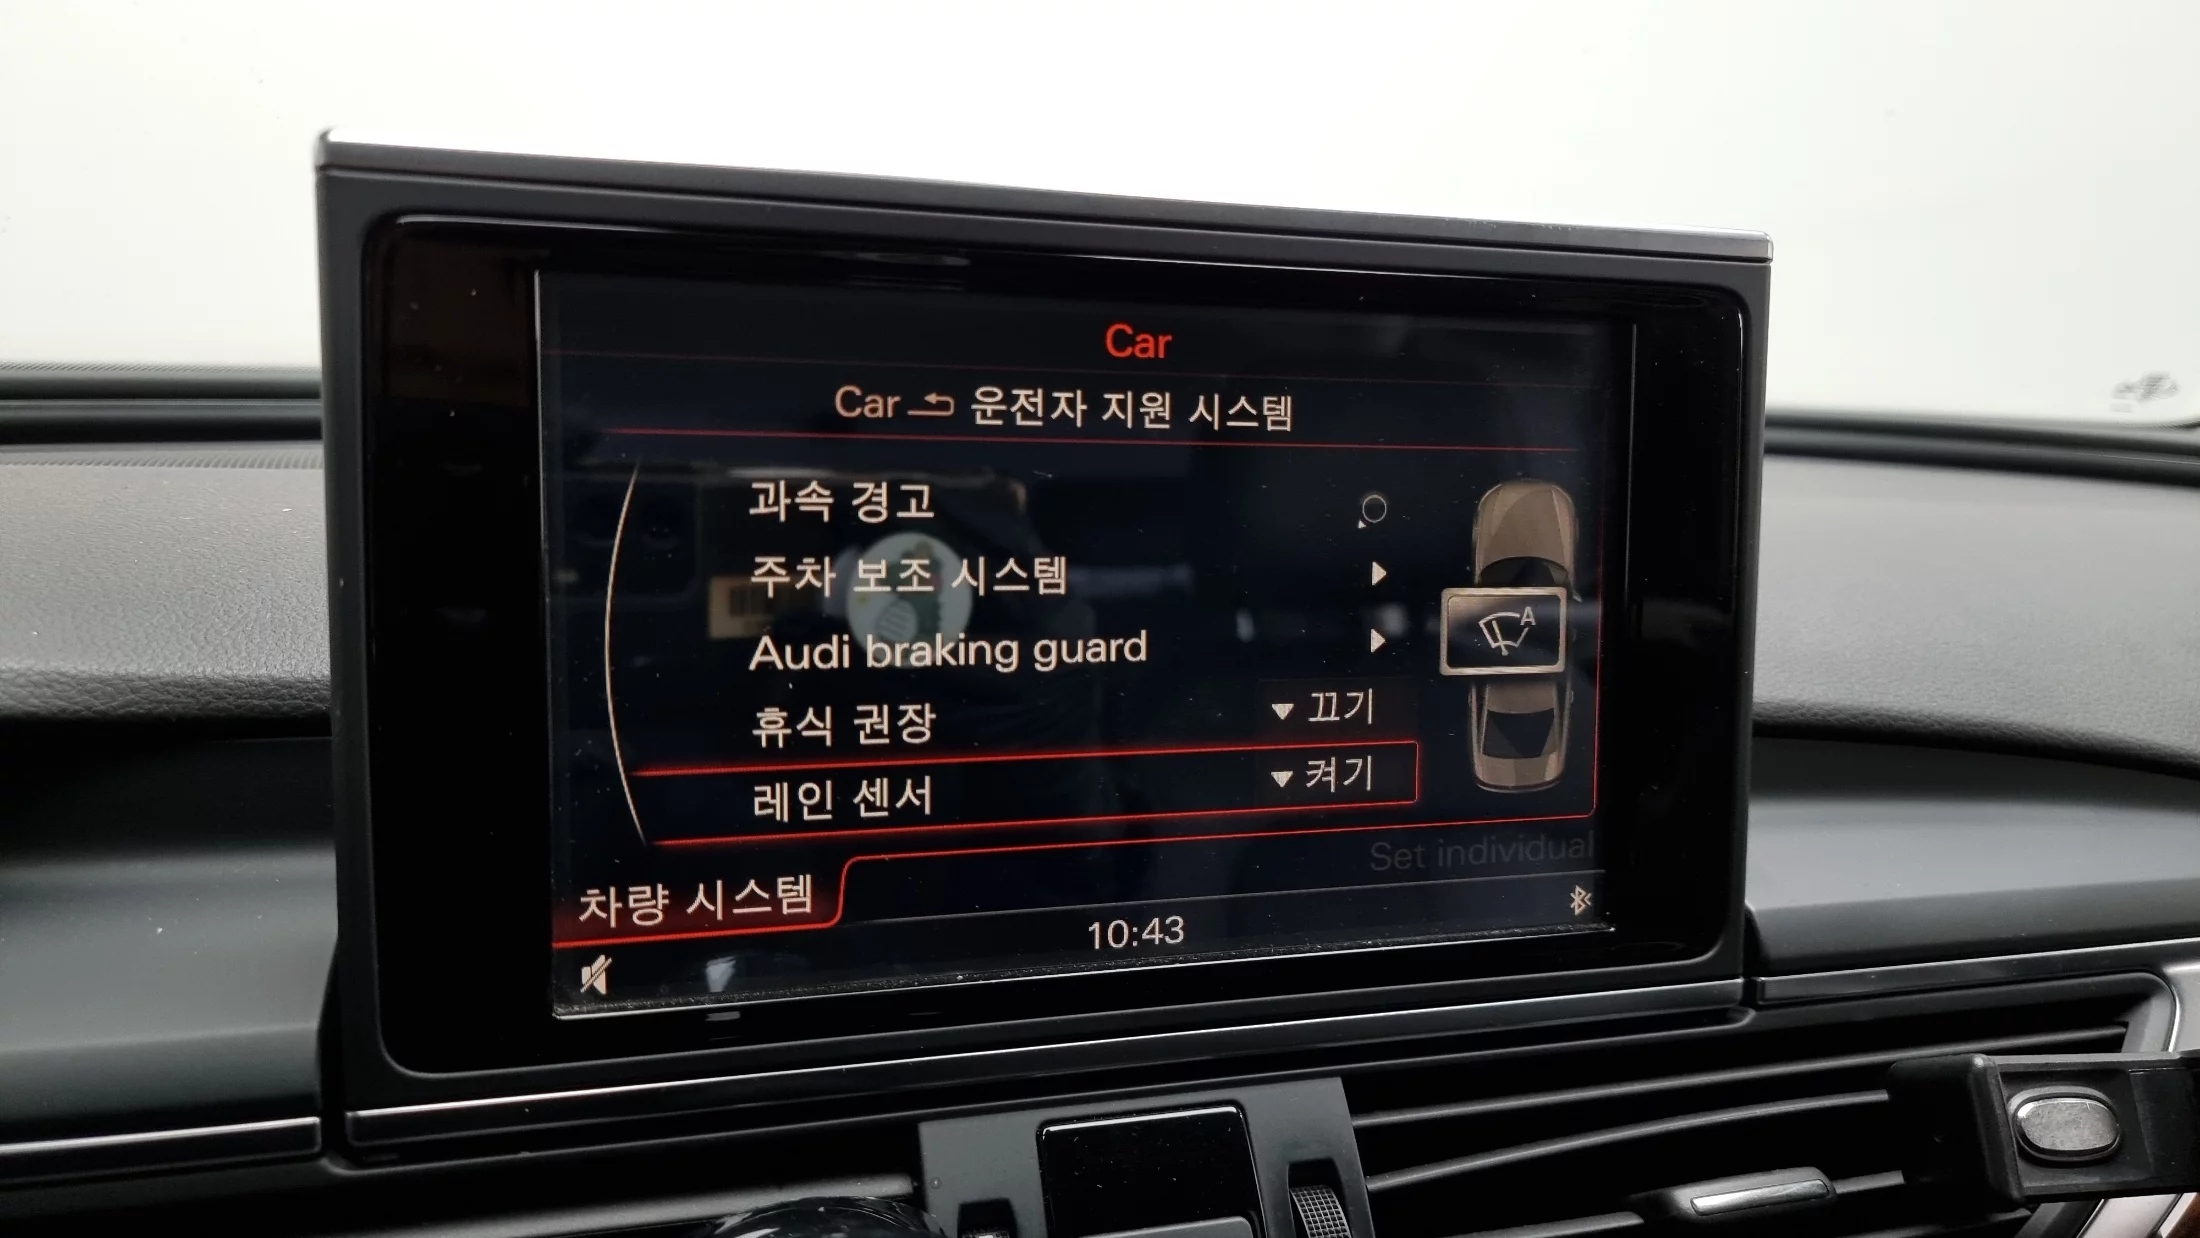 Car
Car 운전자 지원 시스템
과속 경고
주차 보조 시스템
Audi braking guard
휴식 권장 ▼ 끄기
레인 센서 ▼ 켜기
A
Set individual
차량 시스템
10:43